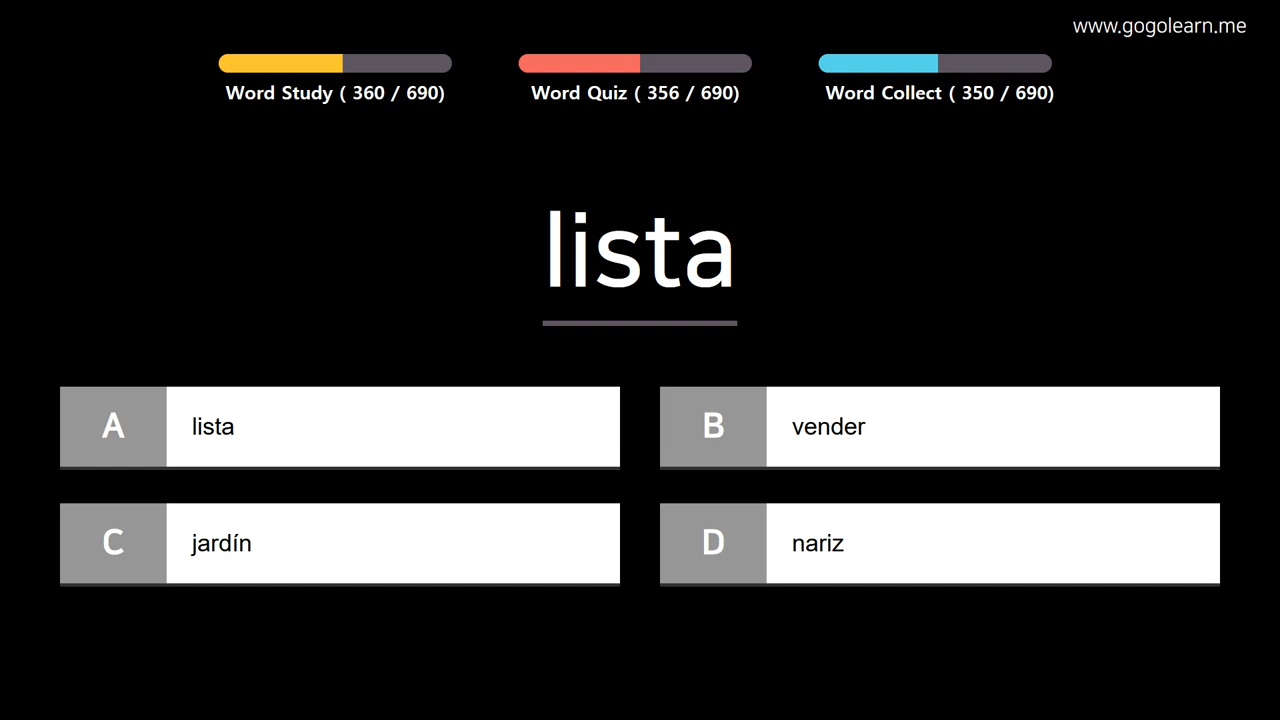 www.gogolearn.me
Word Study ( 360 / 690)
Word Quiz ( 356 / 690)
Word Collect ( 350 / 690)
lista
A lista
B vender
C jardín
D nariz